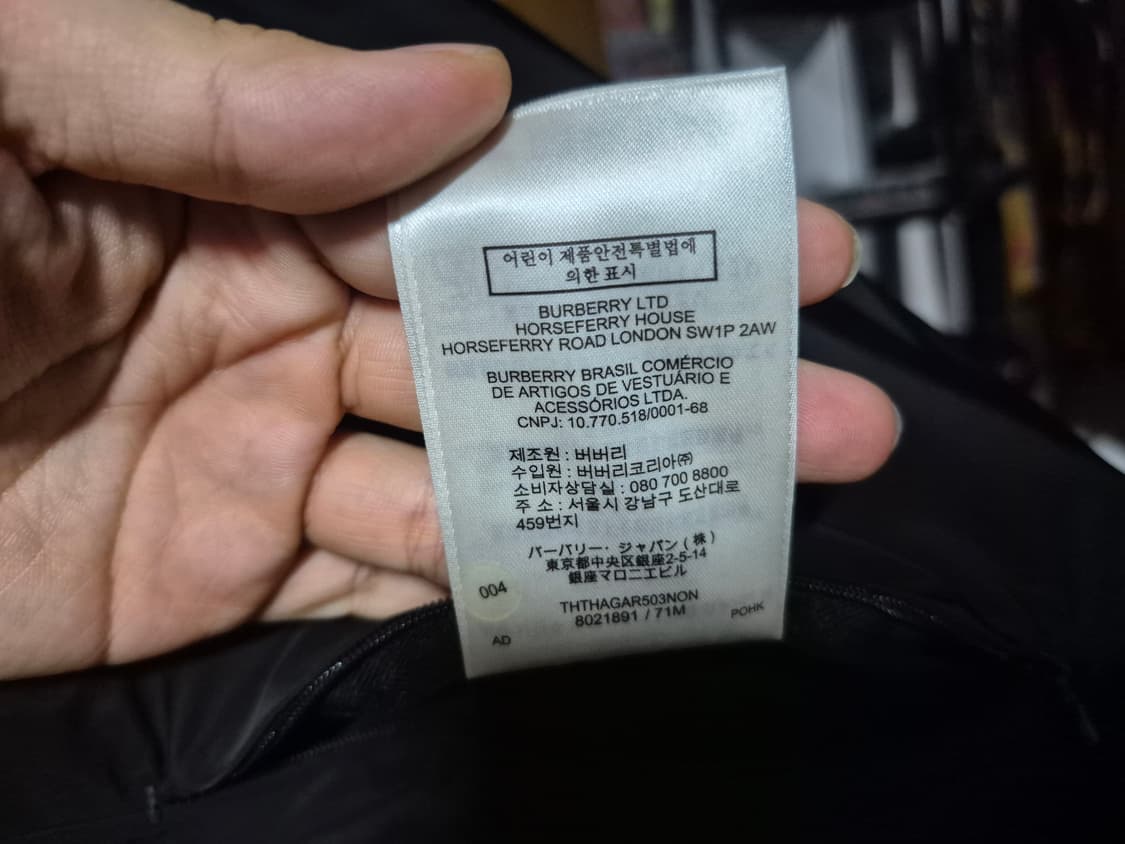 어린이 제품안전특별법에
의한 표시
BURBERRY LTD
HORSEFERRY HOUSE
HORSEFERRY ROAD LONDON SW1P 2AW
BURBERRY BRASIL COMÉRCIO
DE ARTIGOS DE VESTUÁRIO E
ACESSÓRIOS LTDA.
CNPJ: 10.770.518/0001-68
제조원 : 버버리
수입원 : 버버리코리아㈜
소비자상담실 : 080 700 8800
주 소 : 서울시 강남구 도산대로
459번지
バーバリー・ジャパン(株)
東京都中央区銀座2-5-14
銀座マロニエビル
004
THTHAGAR503NON
8021891 / 71M
POHK
AD